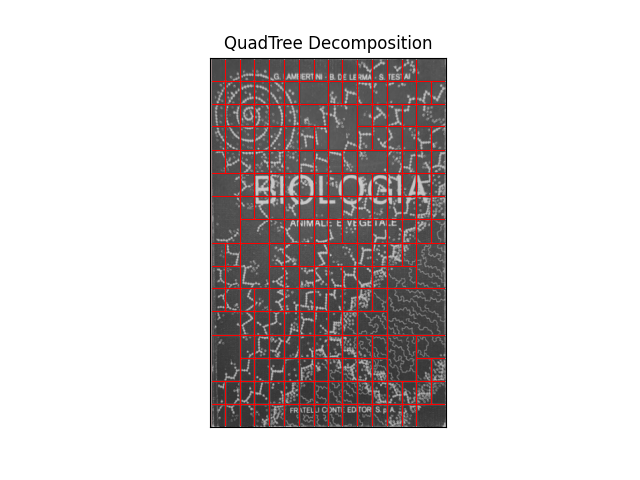 QuadTree Decomposition
G. LAMBERTINI - B. DE LERMA - S. TESTAI
BIOLOGIA
ANIMALE E VEGETALE
FRATELLI CONTE EDITORI S. p. A.